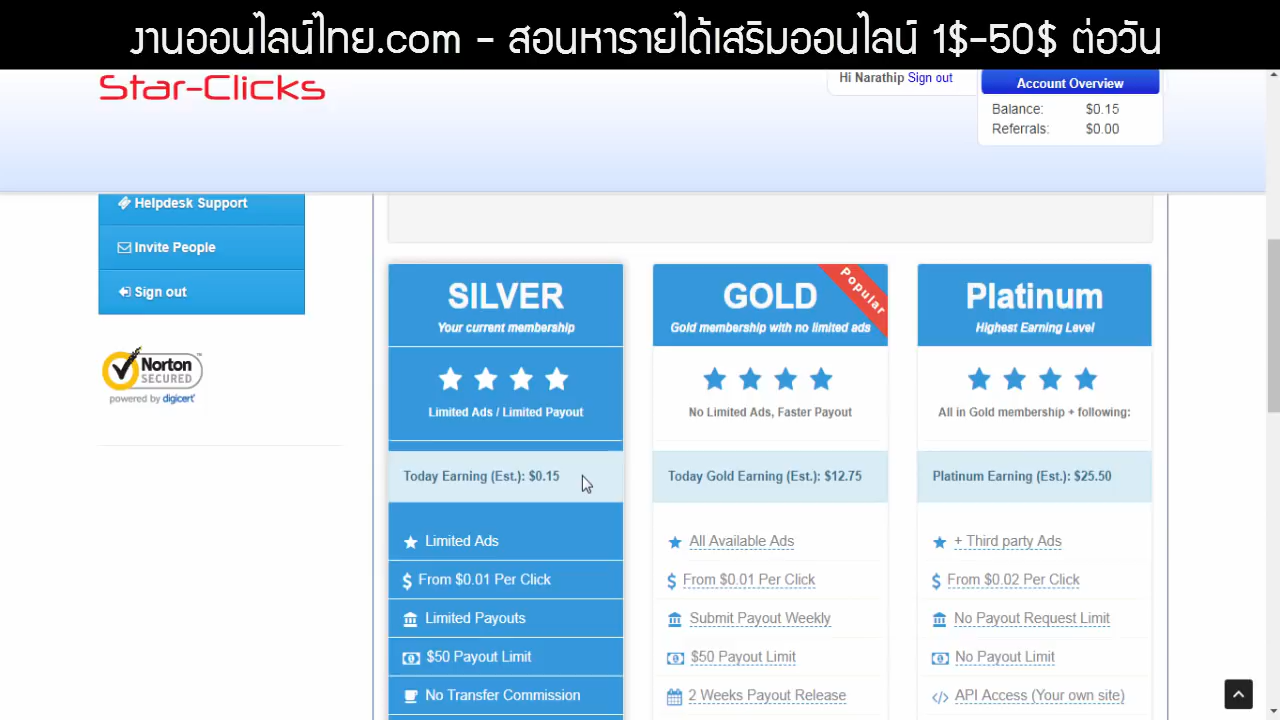 งานออนไลน์ไทย.com - สอนหารายได้เสริมออนไลน์ 1$-50$ ต่อวัน
Star-Clicks
Hi Narathip Sign out
Account Overview
Balance: $0.15
Referrals: $0.00
Helpdesk Support
Invite People
Sign out
Norton
SECURED
powered by digicert
SILVER
Your current membership
Limited Ads / Limited Payout
Today Earning (Est.): $0.15
Limited Ads
From $0.01 Per Click
Limited Payouts
$50 Payout Limit
No Transfer Commission
Popular
GOLD
Gold membership with no limited ads
No Limited Ads, Faster Payout
Today Gold Earning (Est.): $12.75
All Available Ads
From $0.01 Per Click
Submit Payout Weekly
$50 Payout Limit
2 Weeks Payout Release
Platinum
Highest Earning Level
All in Gold membership + following:
Platinum Earning (Est.): $25.50
+ Third party Ads
From $0.02 Per Click
No Payout Request Limit
No Payout Limit
API Access (Your own site)